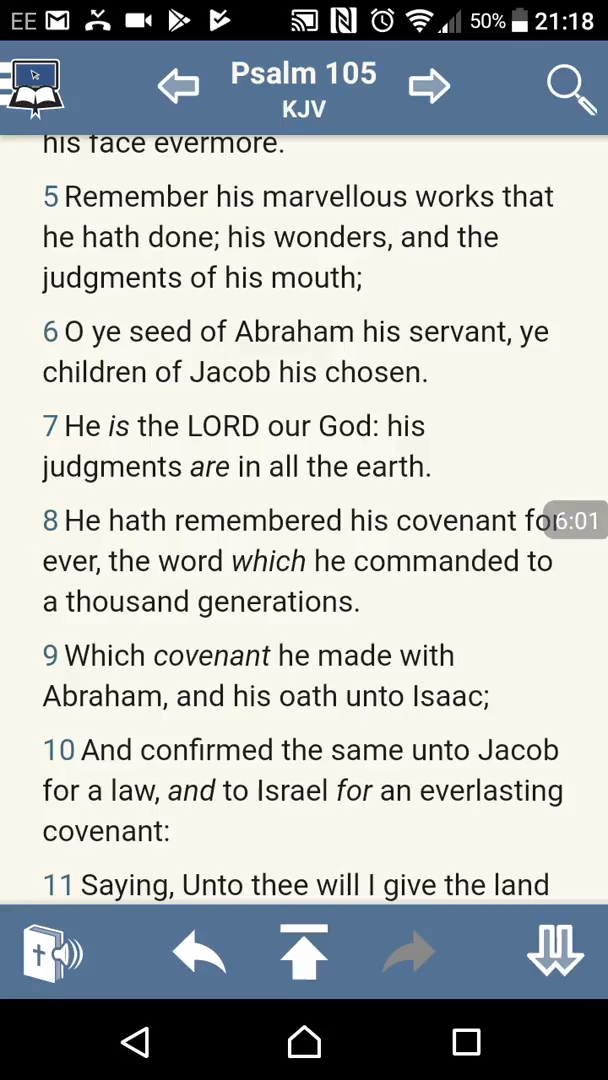 EE 50% 21:18
Psalm 105
KJV
his face evermore.
5 Remember his marvellous works that
he hath done; his wonders, and the
judgments of his mouth;
6 O ye seed of Abraham his servant, ye
children of Jacob his chosen.
7 He is the LORD our God: his
judgments are in all the earth.
8 He hath remembered his covenant for
6:01
ever, the word which he commanded to
a thousand generations.
9 Which covenant he made with
Abraham, and his oath unto Isaac;
10 And confirmed the same unto Jacob
for a law, and to Israel for an everlasting
covenant:
11 Saying, Unto thee will I give the land